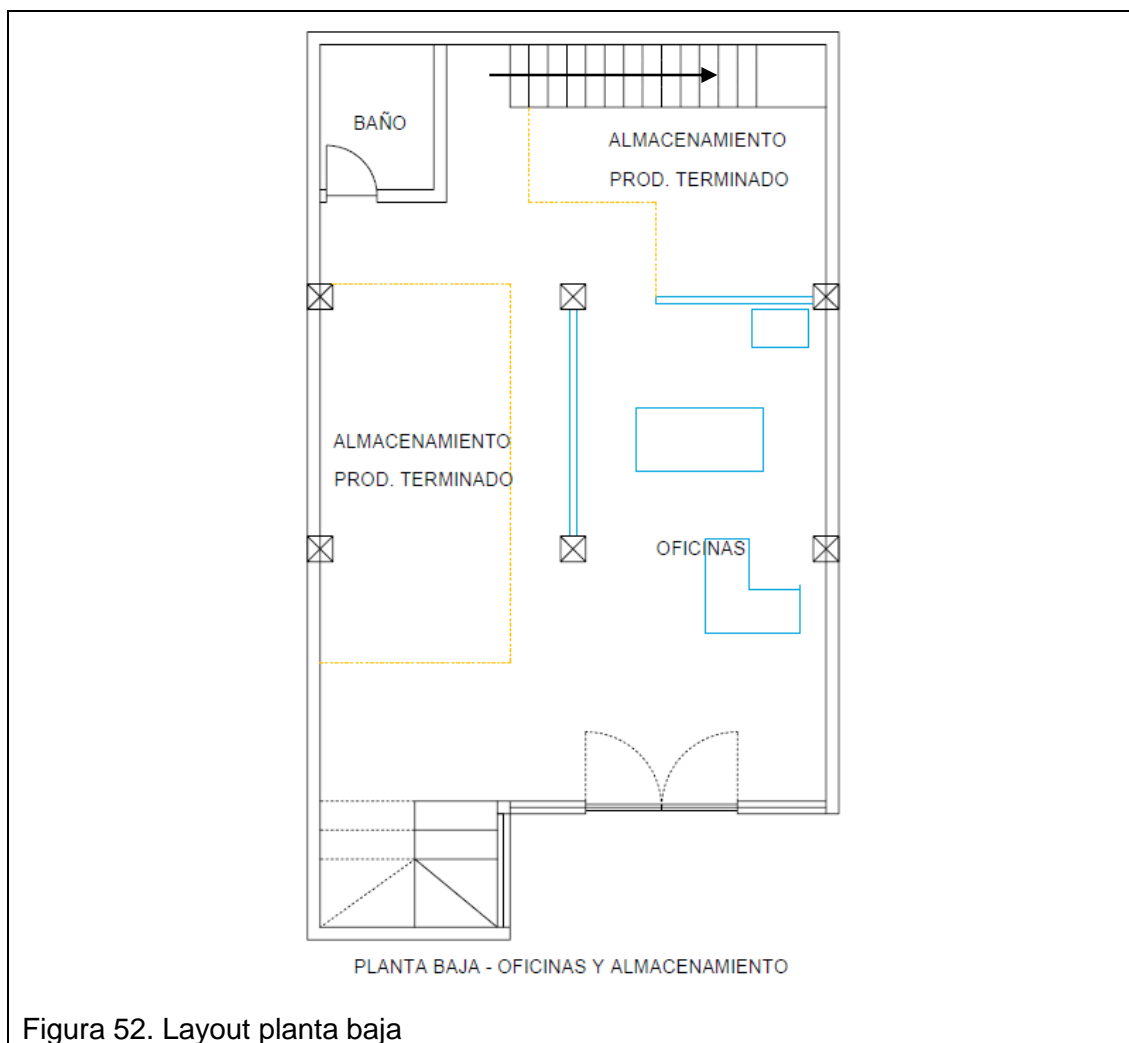 BAÑO
ALMACENAMIENTO
PROD. TERMINADO
ALMACENAMIENTO
PROD. TERMINADO
OFICINAS
PLANTA BAJA - OFICINAS Y ALMACENAMIENTO
Figura 52. Layout planta baja